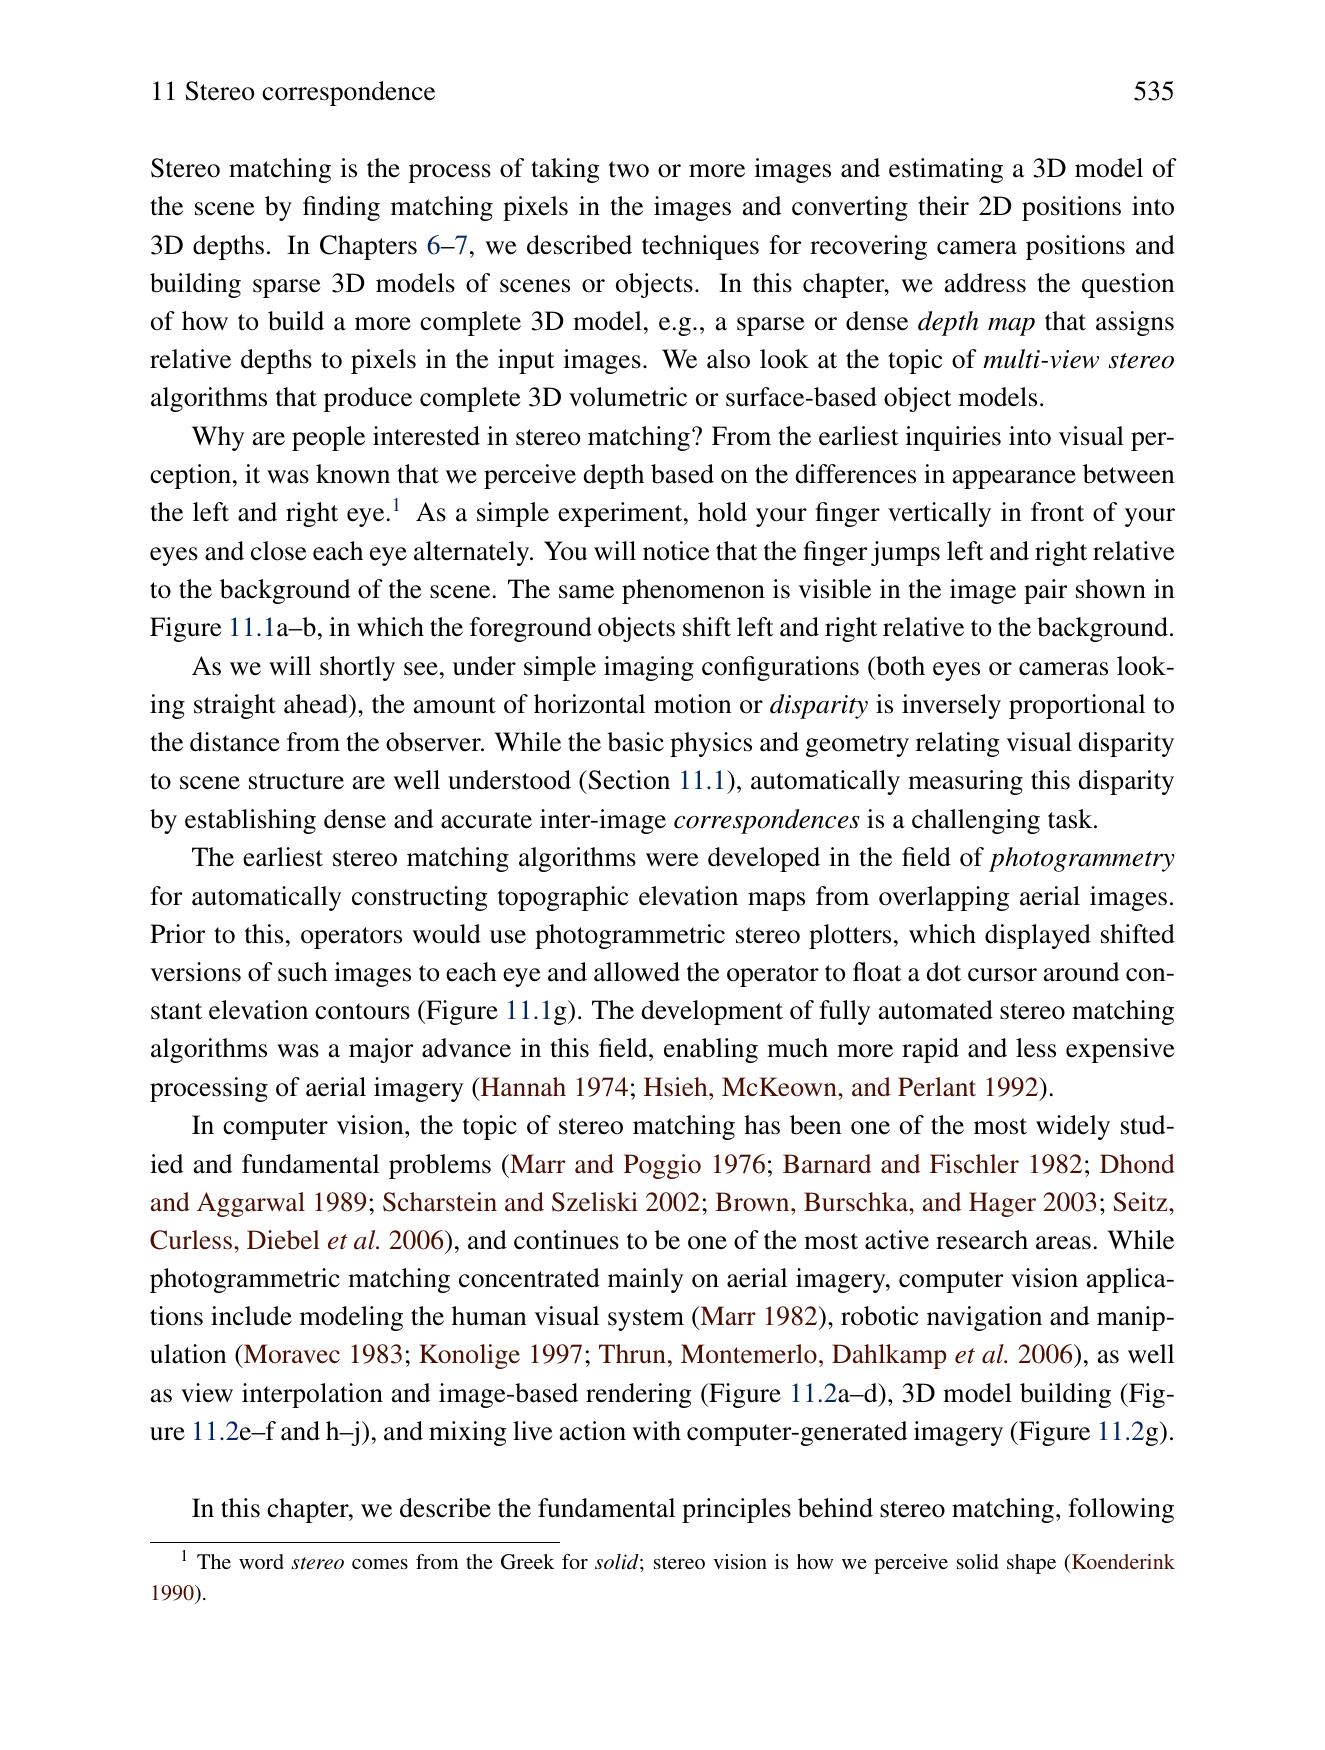 11 Stereo correspondence 535
Stereo matching is the process of taking two or more images and estimating a 3D model of
the scene by finding matching pixels in the images and converting their 2D positions into
3D depths. In Chapters 6–7, we described techniques for recovering camera positions and
building sparse 3D models of scenes or objects. In this chapter, we address the question
of how to build a more complete 3D model, e.g., a sparse or dense depth map that assigns
relative depths to pixels in the input images. We also look at the topic of multi-view stereo
algorithms that produce complete 3D volumetric or surface-based object models.
Why are people interested in stereo matching? From the earliest inquiries into visual per-
ception, it was known that we perceive depth based on the differences in appearance between
the left and right eye.1 As a simple experiment, hold your finger vertically in front of your
eyes and close each eye alternately. You will notice that the finger jumps left and right relative
to the background of the scene. The same phenomenon is visible in the image pair shown in
Figure 11.1a–b, in which the foreground objects shift left and right relative to the background.
As we will shortly see, under simple imaging configurations (both eyes or cameras look-
ing straight ahead), the amount of horizontal motion or disparity is inversely proportional to
the distance from the observer. While the basic physics and geometry relating visual disparity
to scene structure are well understood (Section 11.1), automatically measuring this disparity
by establishing dense and accurate inter-image correspondences is a challenging task.
The earliest stereo matching algorithms were developed in the field of photogrammetry
for automatically constructing topographic elevation maps from overlapping aerial images.
Prior to this, operators would use photogrammetric stereo plotters, which displayed shifted
versions of such images to each eye and allowed the operator to float a dot cursor around con-
stant elevation contours (Figure 11.1g). The development of fully automated stereo matching
algorithms was a major advance in this field, enabling much more rapid and less expensive
processing of aerial imagery (Hannah 1974; Hsieh, McKeown, and Perlant 1992).
In computer vision, the topic of stereo matching has been one of the most widely stud-
ied and fundamental problems (Marr and Poggio 1976; Barnard and Fischler 1982; Dhond
and Aggarwal 1989; Scharstein and Szeliski 2002; Brown, Burschka, and Hager 2003; Seitz,
Curless, Diebel et al. 2006), and continues to be one of the most active research areas. While
photogrammetric matching concentrated mainly on aerial imagery, computer vision applica-
tions include modeling the human visual system (Marr 1982), robotic navigation and manip-
ulation (Moravec 1983; Konolige 1997; Thrun, Montemerlo, Dahlkamp et al. 2006), as well
as view interpolation and image-based rendering (Figure 11.2a–d), 3D model building (Fig-
ure 11.2e–f and h–j), and mixing live action with computer-generated imagery (Figure 11.2g).
In this chapter, we describe the fundamental principles behind stereo matching, following
1 The word stereo comes from the Greek for solid; stereo vision is how we perceive solid shape (Koenderink
1990).